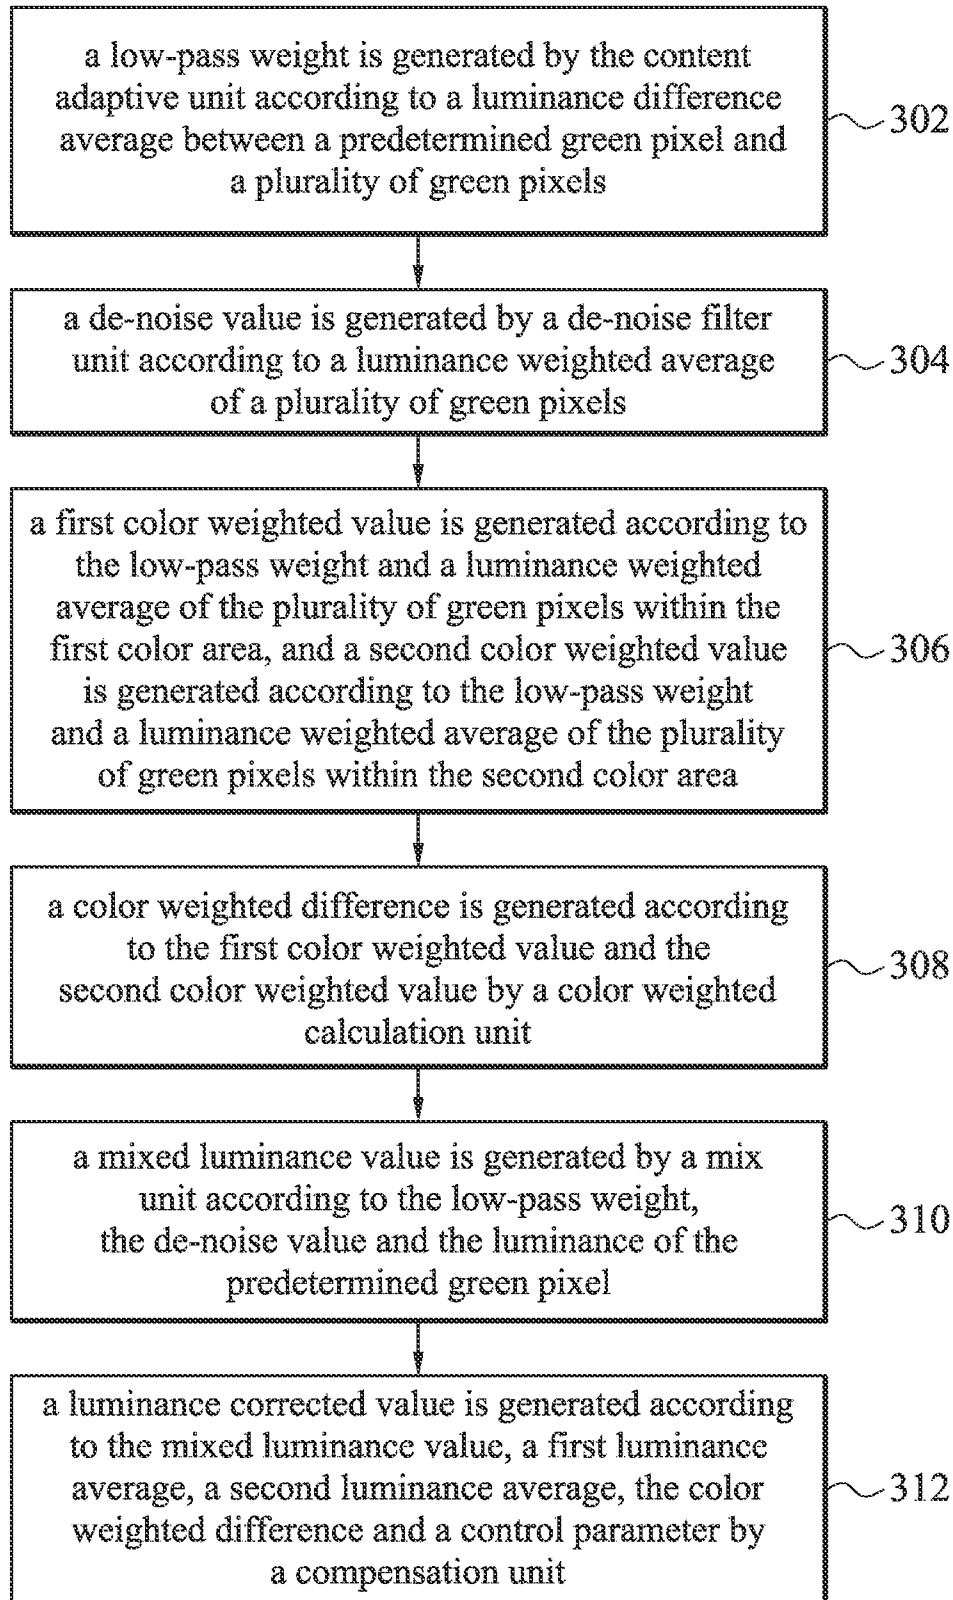 a low-pass weight is generated by the content
adaptive unit according to a luminance difference
average between a predetermined green pixel and
a plurality of green pixels
302
a de-noise value is generated by a de-noise filter
unit according to a luminance weighted average
of a plurality of green pixels
304
a first color weighted value is generated according to
the low-pass weight and a luminance weighted
average of the plurality of green pixels within the
first color area, and a second color weighted value
is generated according to the low-pass weight
and a luminance weighted average of the plurality
of green pixels within the second color area
306
a color weighted difference is generated according
to the first color weighted value and the
second color weighted value by a color weighted
calculation unit
308
a mixed luminance value is generated by a mix
unit according to the low-pass weight,
the de-noise value and the luminance of the
predetermined green pixel
310
a luminance corrected value is generated according
to the mixed luminance value, a first luminance
average, a second luminance average, the color
weighted difference and a control parameter by
a compensation unit
312